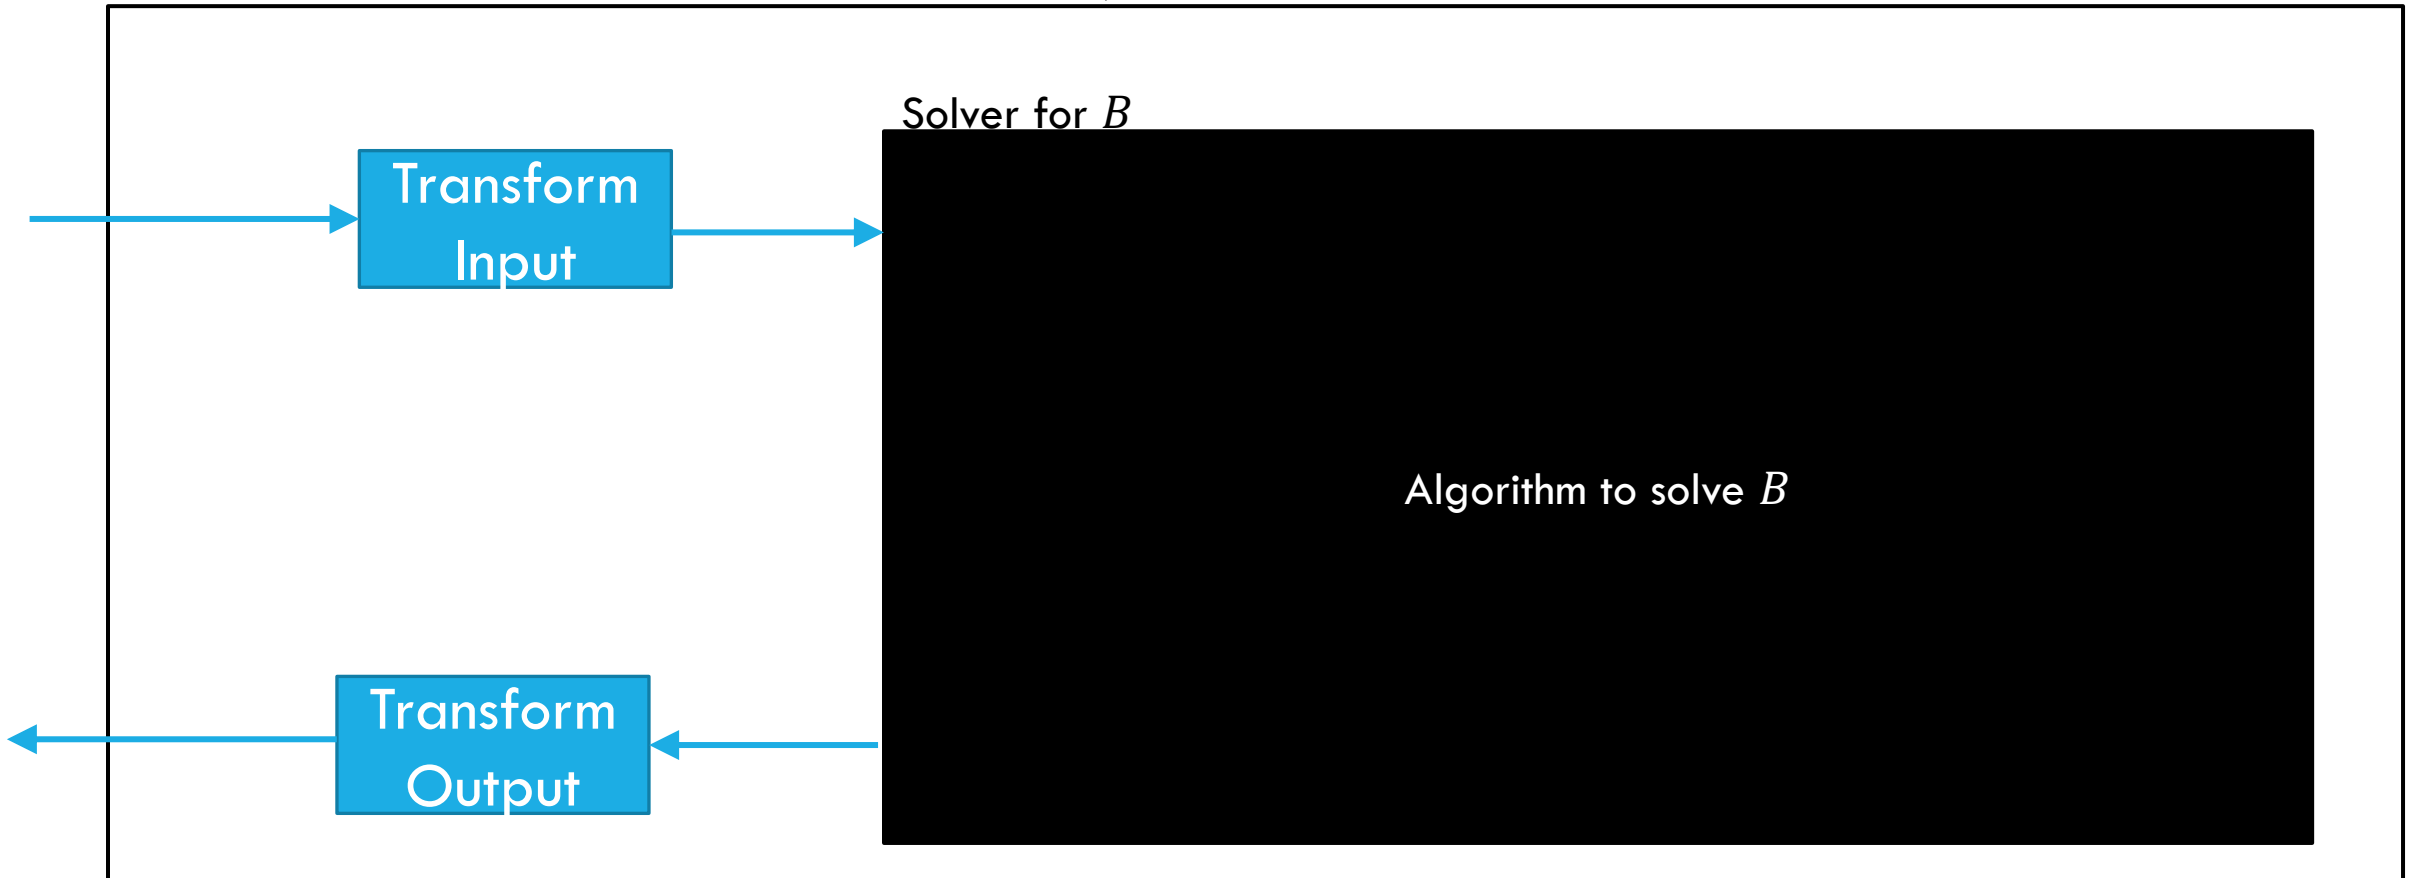 Solver for B
Transform
Input
Algorithm to solve B
Transform
Output